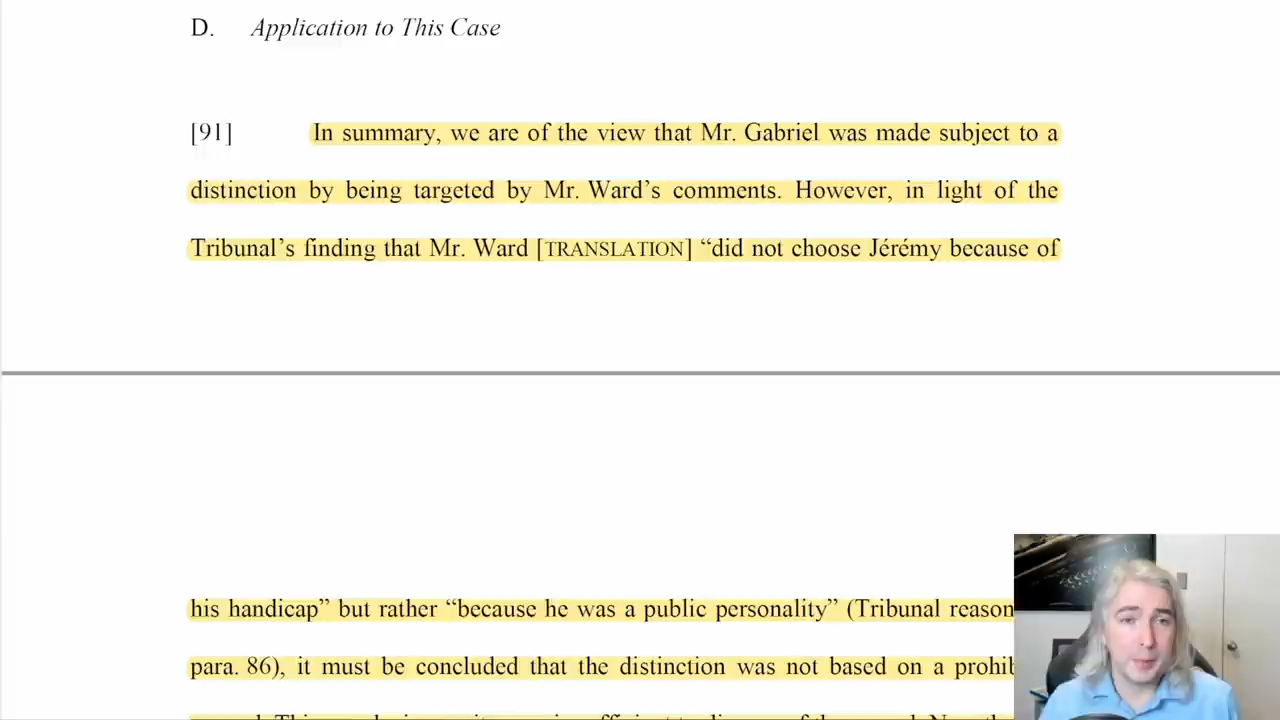 D. Application to This Case
[91] In summary, we are of the view that Mr. Gabriel was made subject to a
distinction by being targeted by Mr. Ward's comments. However, in light of the
Tribunal's finding that Mr. Ward [TRANSLATION] “did not choose Jérémy because of
his handicap” but rather “because he was a public personality” (Tribunal reason
para. 86), it must be concluded that the distinction was not based on a prohib